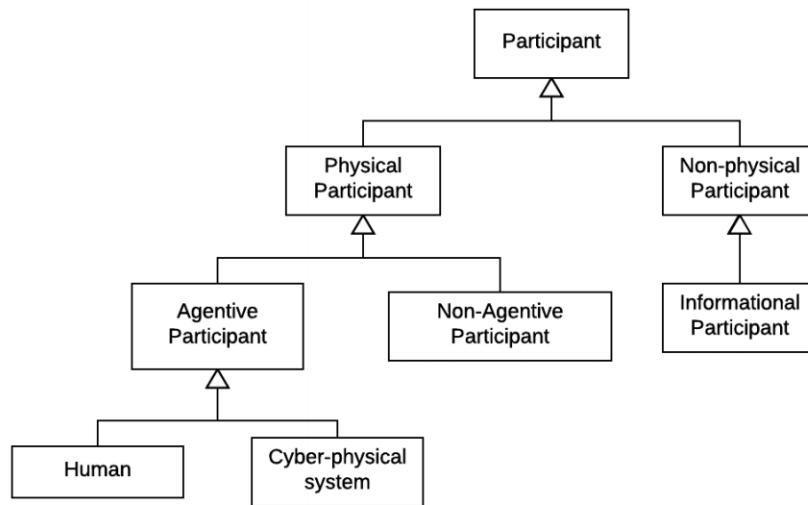 Participant
Physical
Participant
Non-physical
Participant
Agentive
Participant
Non-Agentive
Participant
Informational
Participant
Human
Cyber-physical
system